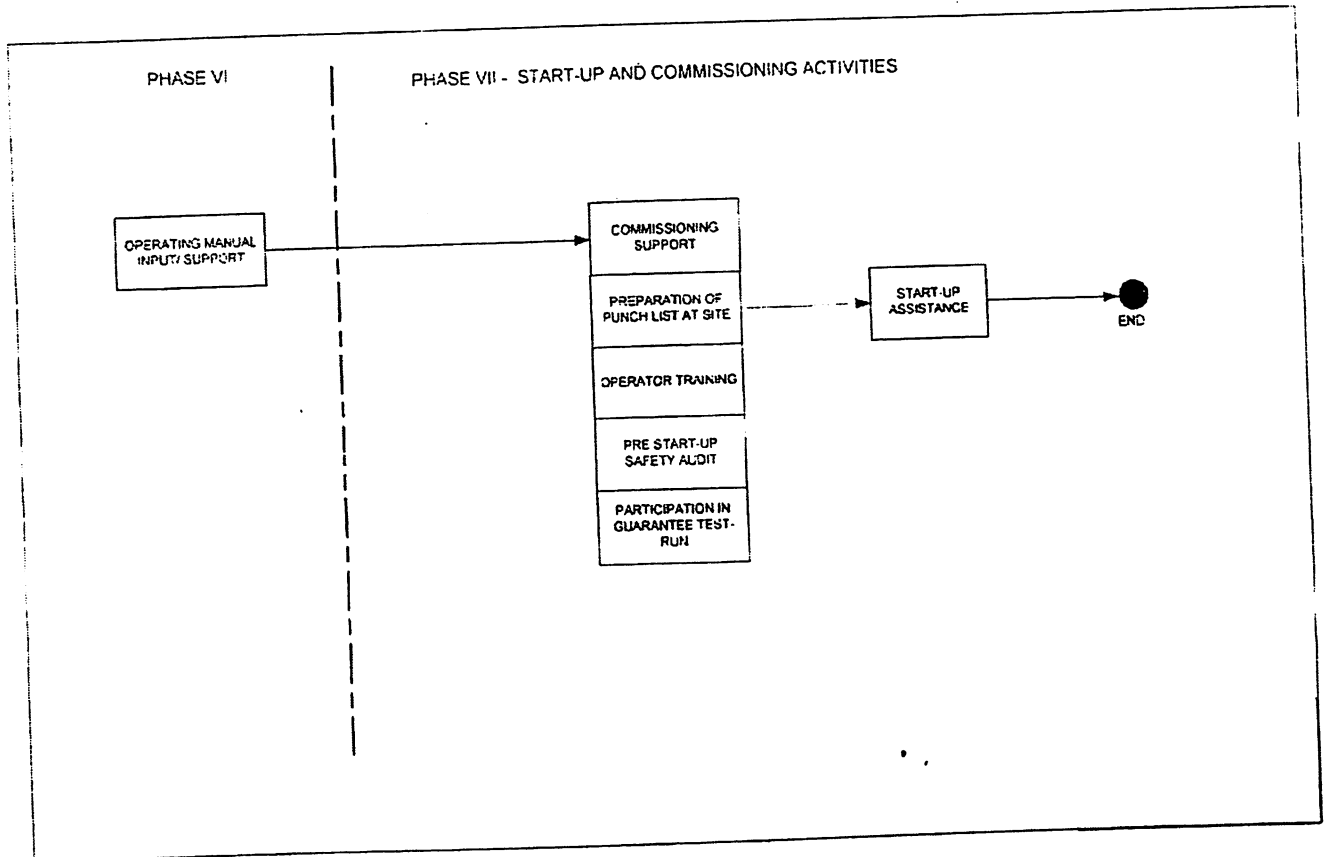 PHASE VI
PHASE VII - START-UP AND COMMISSIONING ACTIVITIES
OPERATING MANUAL
INPUT/ SUPPORT
COMMISSIONING
SUPPORT
PREPARATION OF
PUNCH LIST AT SITE
OPERATOR TRAINING
PRE START-UP
SAFETY AUDIT
PARTICIPATION IN
GUARANTEE TEST-
RUN
START-UP
ASSISTANCE
END